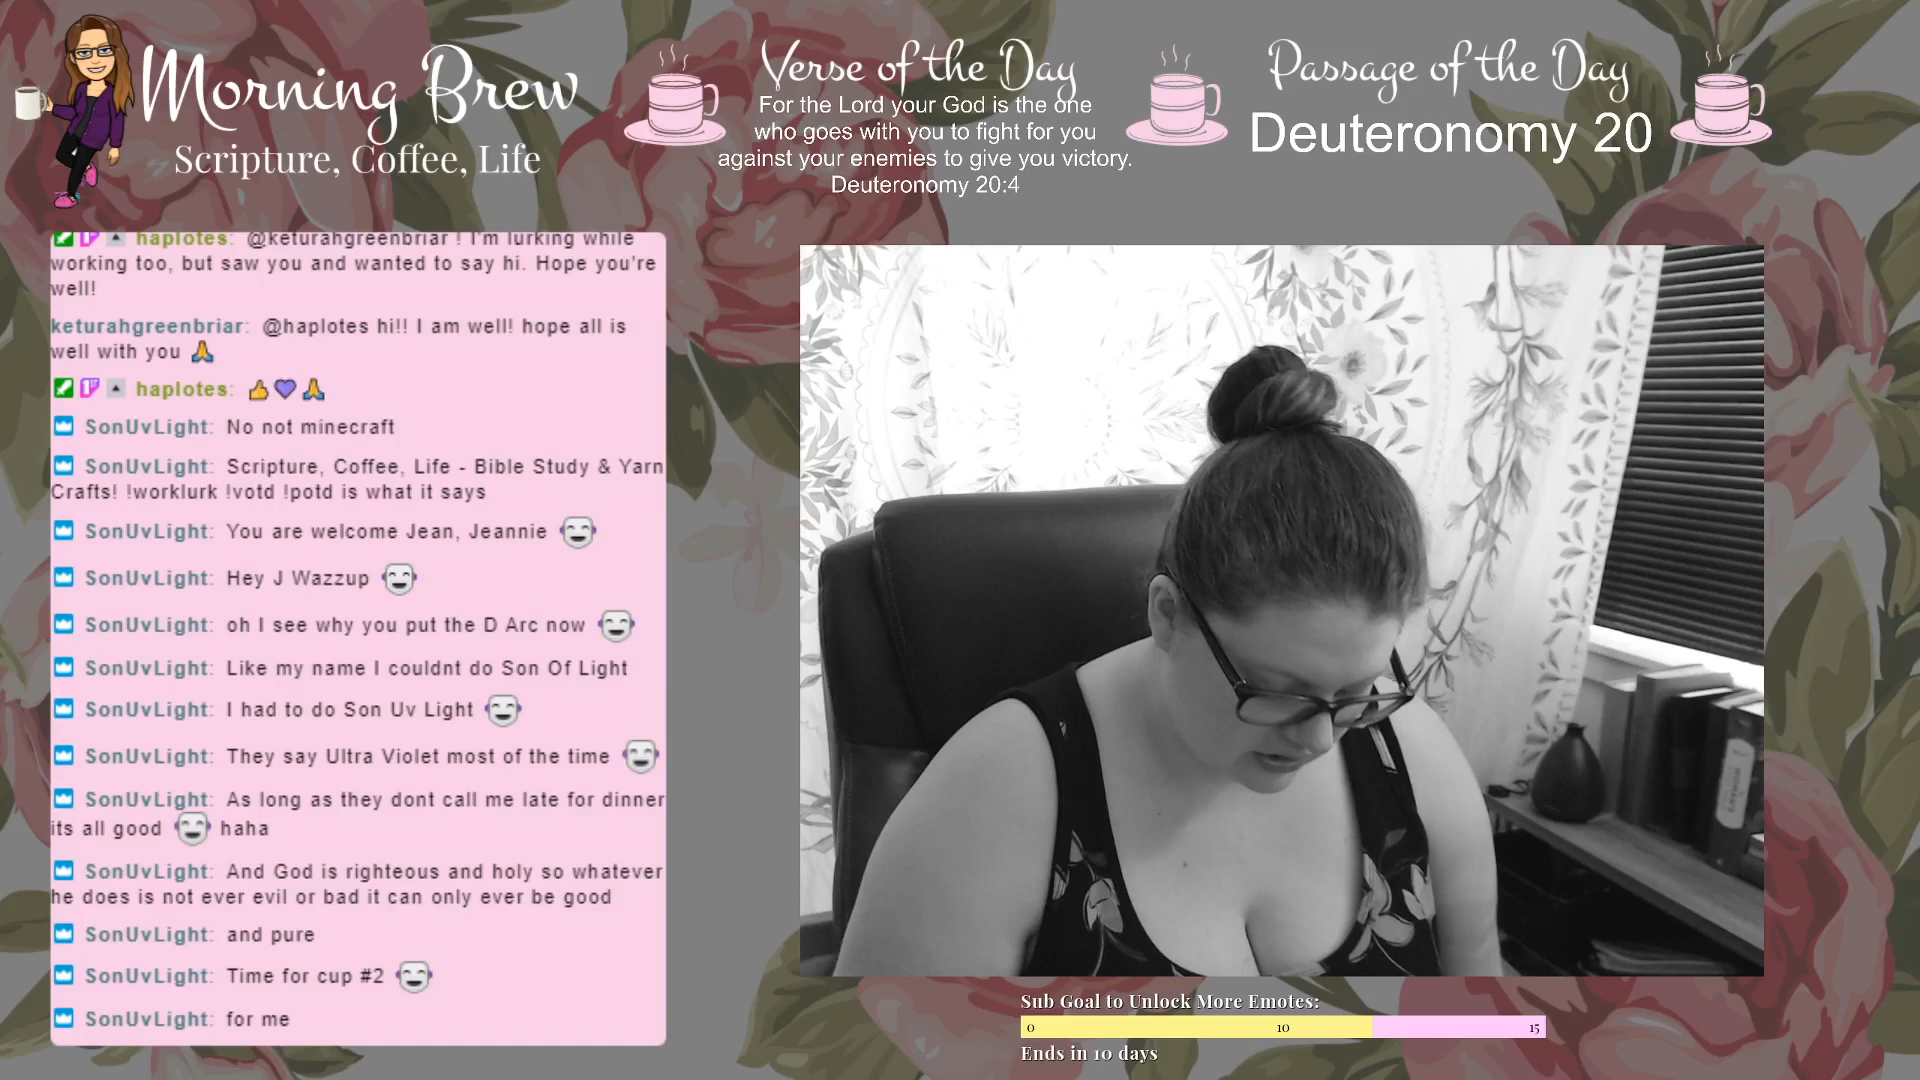 Morning Brew
Scripture, Coffee, Life
Verse of the Day
For the Lord your God is the one
who goes with you to fight for you
against your enemies to give you victory.
Deuteronomy 20:4
Passage of the Day
Deuteronomy 20
haplotes: @keturahgreenbriar ! I'm lurking while
working too, but saw you and wanted to say hi. Hope you're
well!
keturahgreenbriar: @haplotes hi!! I am well! hope all is
well with you 🙏
haplotes: 👍💜🙏
SonUvLight: No not minecraft
SonUvLight: Scripture, Coffee, Life - Bible Study & Yarn
Crafts! !worklurk !votd !potd is what it says
SonUvLight: You are welcome Jean, Jeannie
SonUvLight: Hey J Wazzup
SonUvLight: oh I see why you put the D Arc now
SonUvLight: Like my name I couldnt do Son Of Light
SonUvLight: I had to do Son Uv Light
SonUvLight: They say Ultra Violet most of the time
SonUvLight: As long as they dont call me late for dinner
its all good haha
SonUvLight: And God is righteous and holy so whatever
he does is not ever evil or bad it can only ever be good
SonUvLight: and pure
SonUvLight: Time for cup #2
SonUvLight: for me
Sub Goal to Unlock More Emotes:
0 10 15
Ends in 10 days